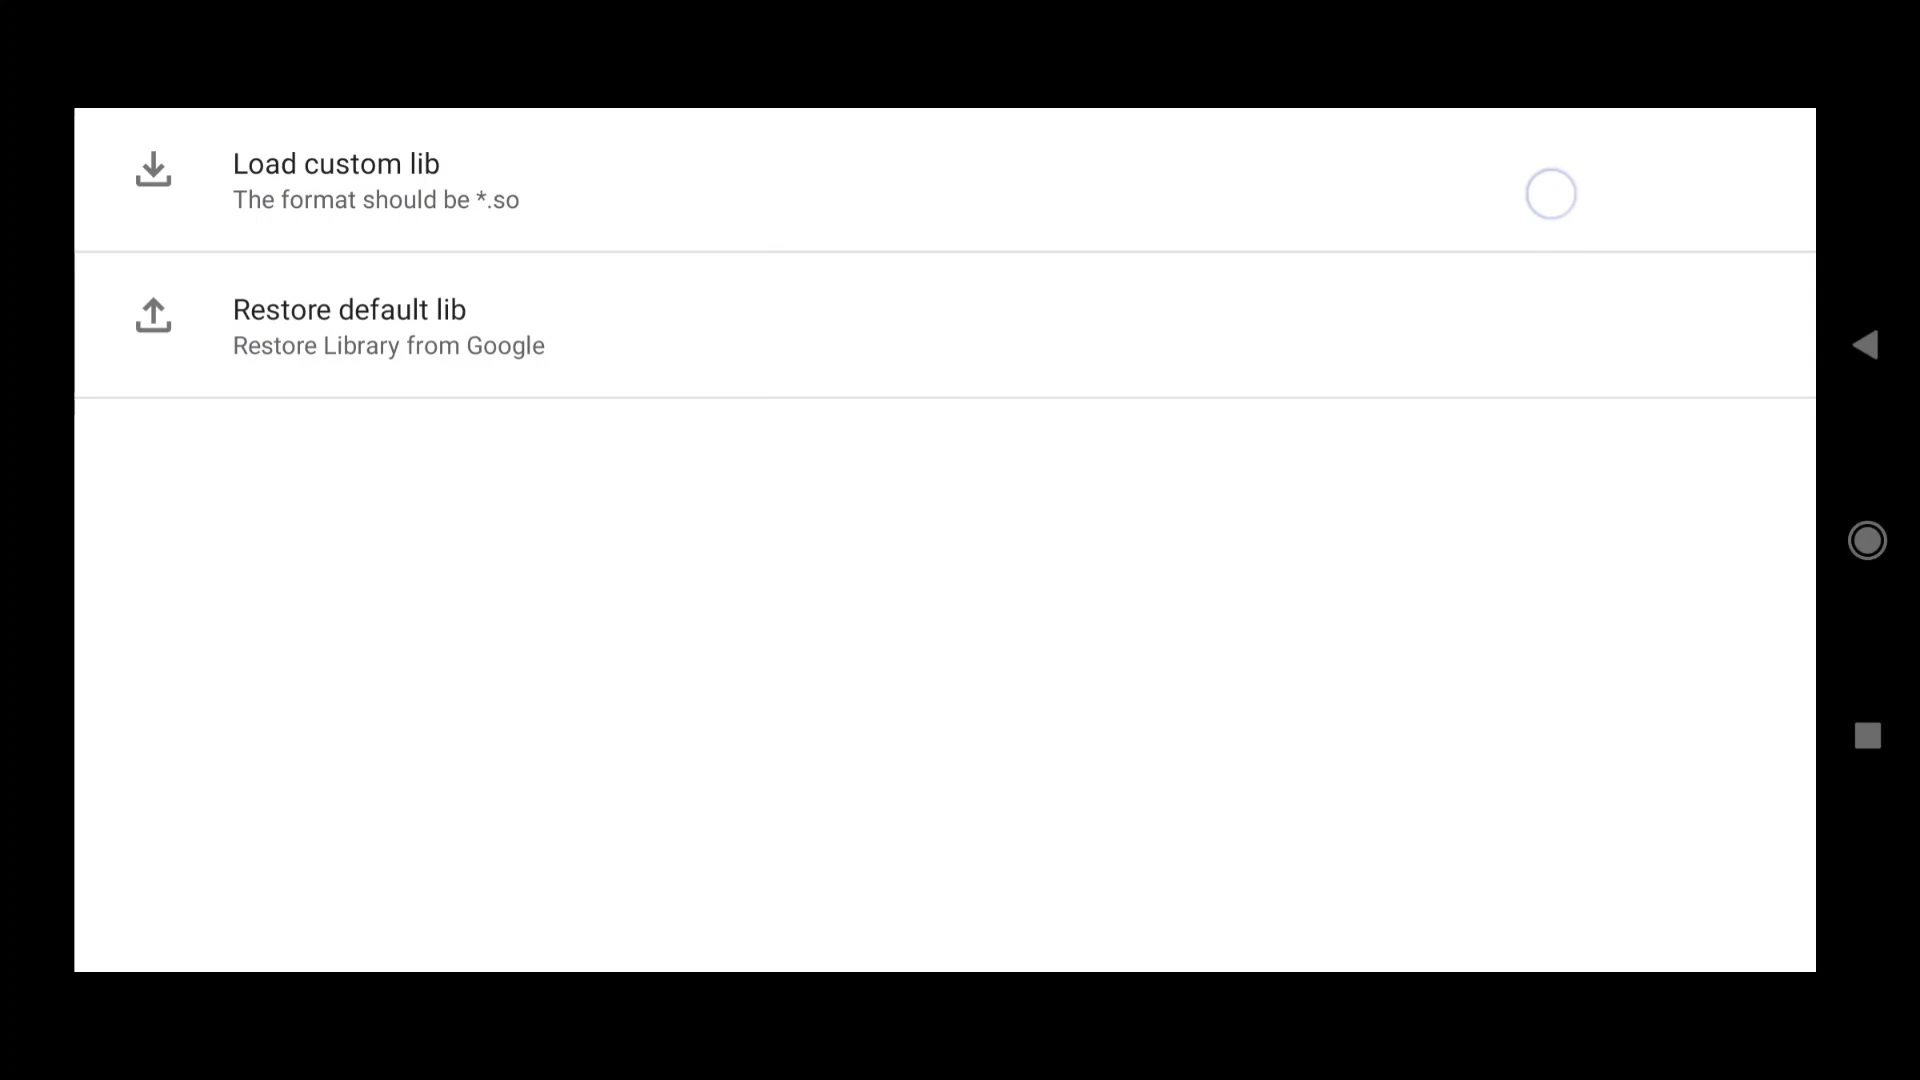 Load custom lib
The format should be *.so
Restore default lib
Restore Library from Google